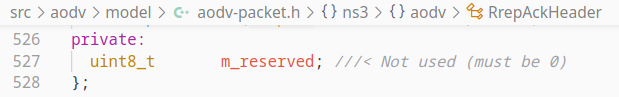 src > aodv > model > aodv-packet.h > {} ns3 > {} aodv > RrepAckHeader
526 private:
527 uint8_t m_reserved; ///< Not used (must be 0)
528 };